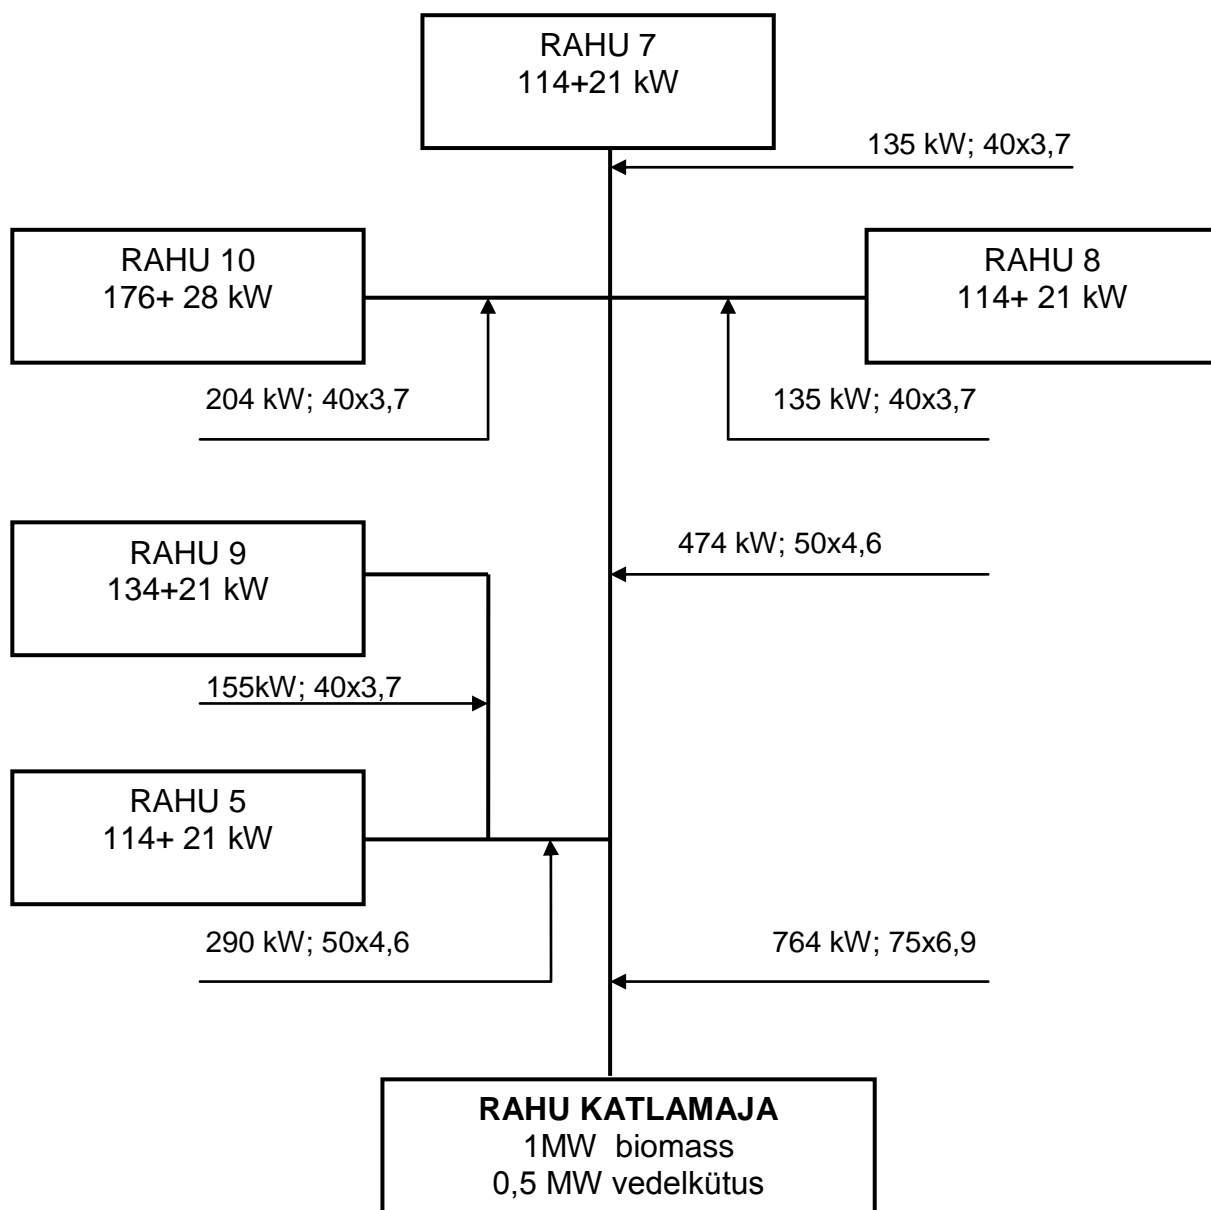 RAHU 7
114+21 kW
135 kW; 40x3,7
RAHU 10
176+ 28 kW
RAHU 8
114+ 21 kW
204 kW; 40x3,7
135 kW; 40x3,7
RAHU 9
134+21 kW
474 kW; 50x4,6
155kW; 40x3,7
RAHU 5
114+ 21 kW
290 kW; 50x4,6
764 kW; 75x6,9
RAHU KATLAMAJA
1MW biomass
0,5 MW vedelkütus